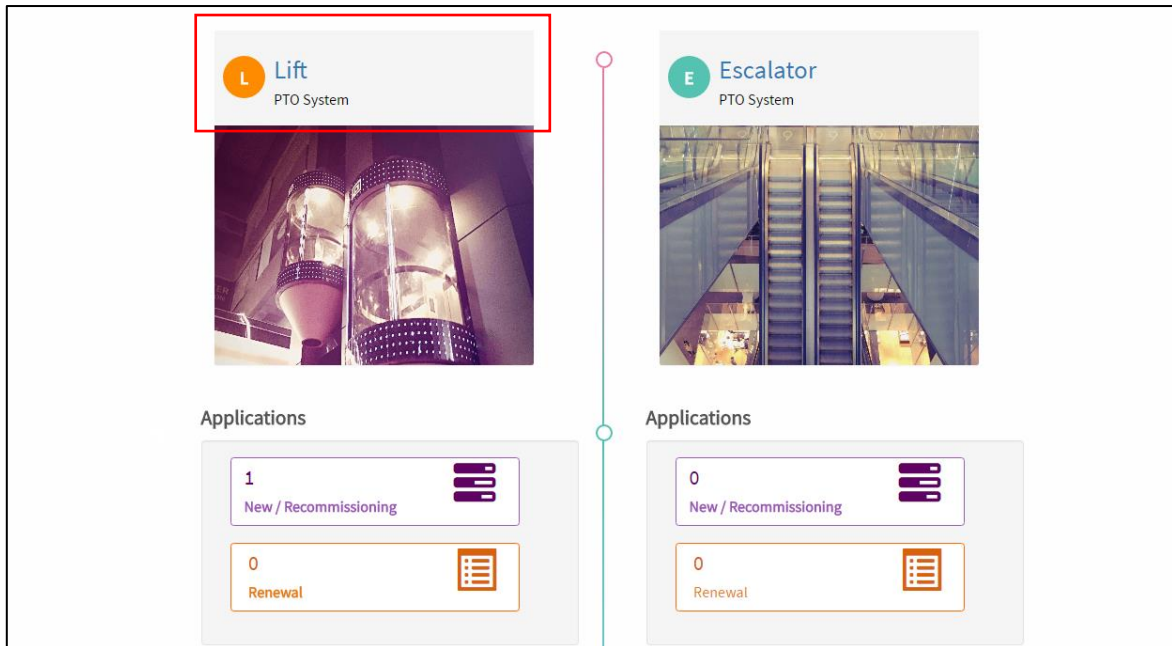 L
Lift
PTO System
E
Escalator
PTO System
Applications
1
New / Recommissioning
0
Renewal
Applications
0
New / Recommissioning
0
Renewal